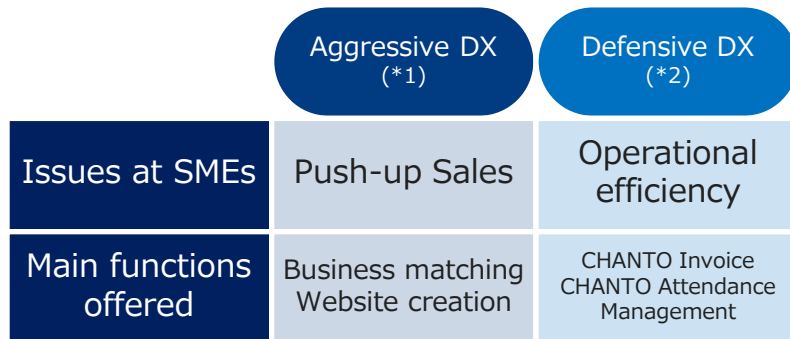 Aggressive DX
(*1)
Defensive DX
(*2)
Issues at SMEs
Push-up Sales
Operational
efficiency
Main functions
offered
Business matching
Website creation
CHANTO Invoice
CHANTO Attendance
Management